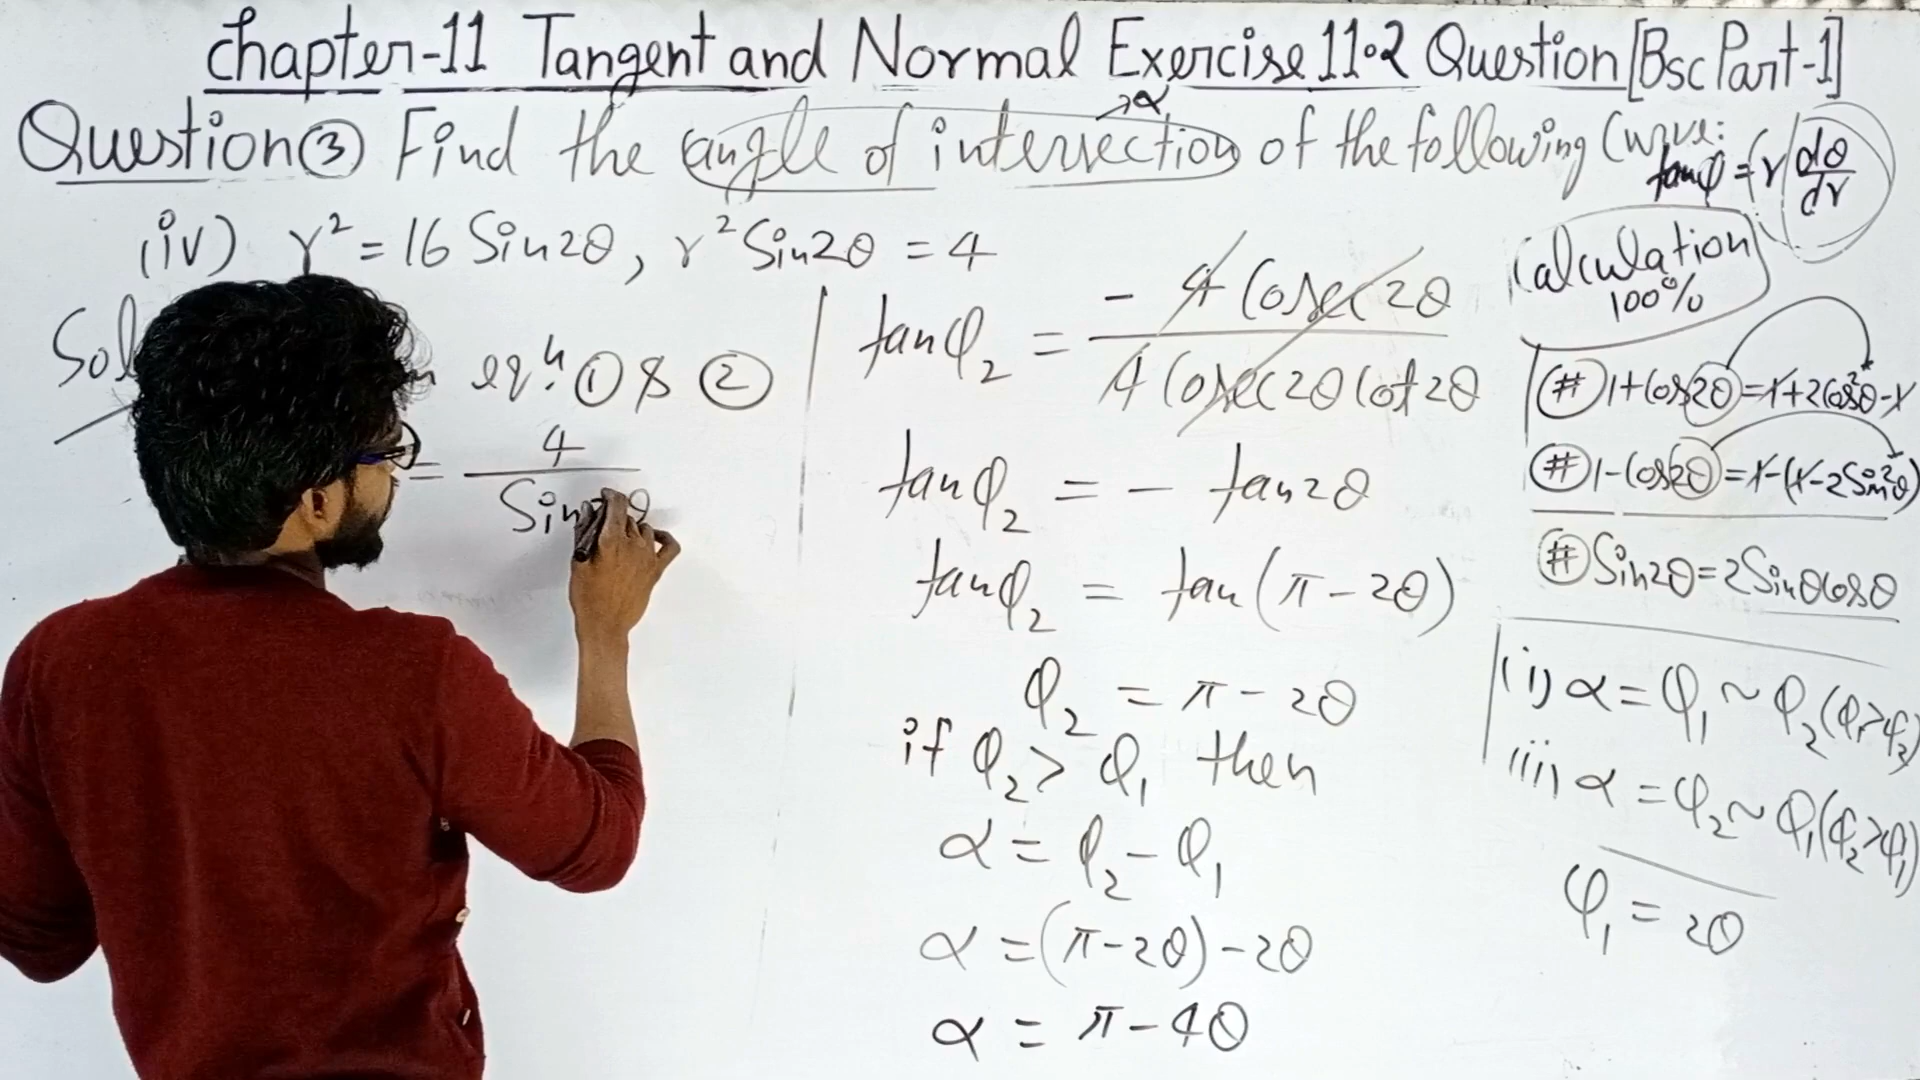 Chapter-11 Tangent and Normal Exercise 11.2 Question [Bsc Part-1]
Question ③ Find the angle of intersection of the following Curve:
→α
tanφ = (r dθ/dr
(iv) r² = 16 Sin2θ, r² Sin2θ = 4
Sol
eqⁿ. ① & ②
= 4/Sin2θ
tanφ₂ = - 4 Cosec2θ / 4 Cosec2θ Cot2θ
tanφ₂ = - tan2θ
tanφ₂ = tan(π-2θ)
φ₂ = π-2θ
if φ₂ > φ₁ then
α = φ₂ - φ₁
α = (π-2θ)-2θ
α = π-4θ
Calculation
100%
# 1+Cos2θ = 1+2Cos²θ-1
# 1-Cos2θ = 1-(1-2Sin²θ)
# Sin2θ = 2SinθCosθ
(i) α = φ₁ ~ φ₂ (φ₁>φ₂)
(ii) α = φ₂ ~ φ₁ (φ₂>φ₁)
φ₁ = 2θ